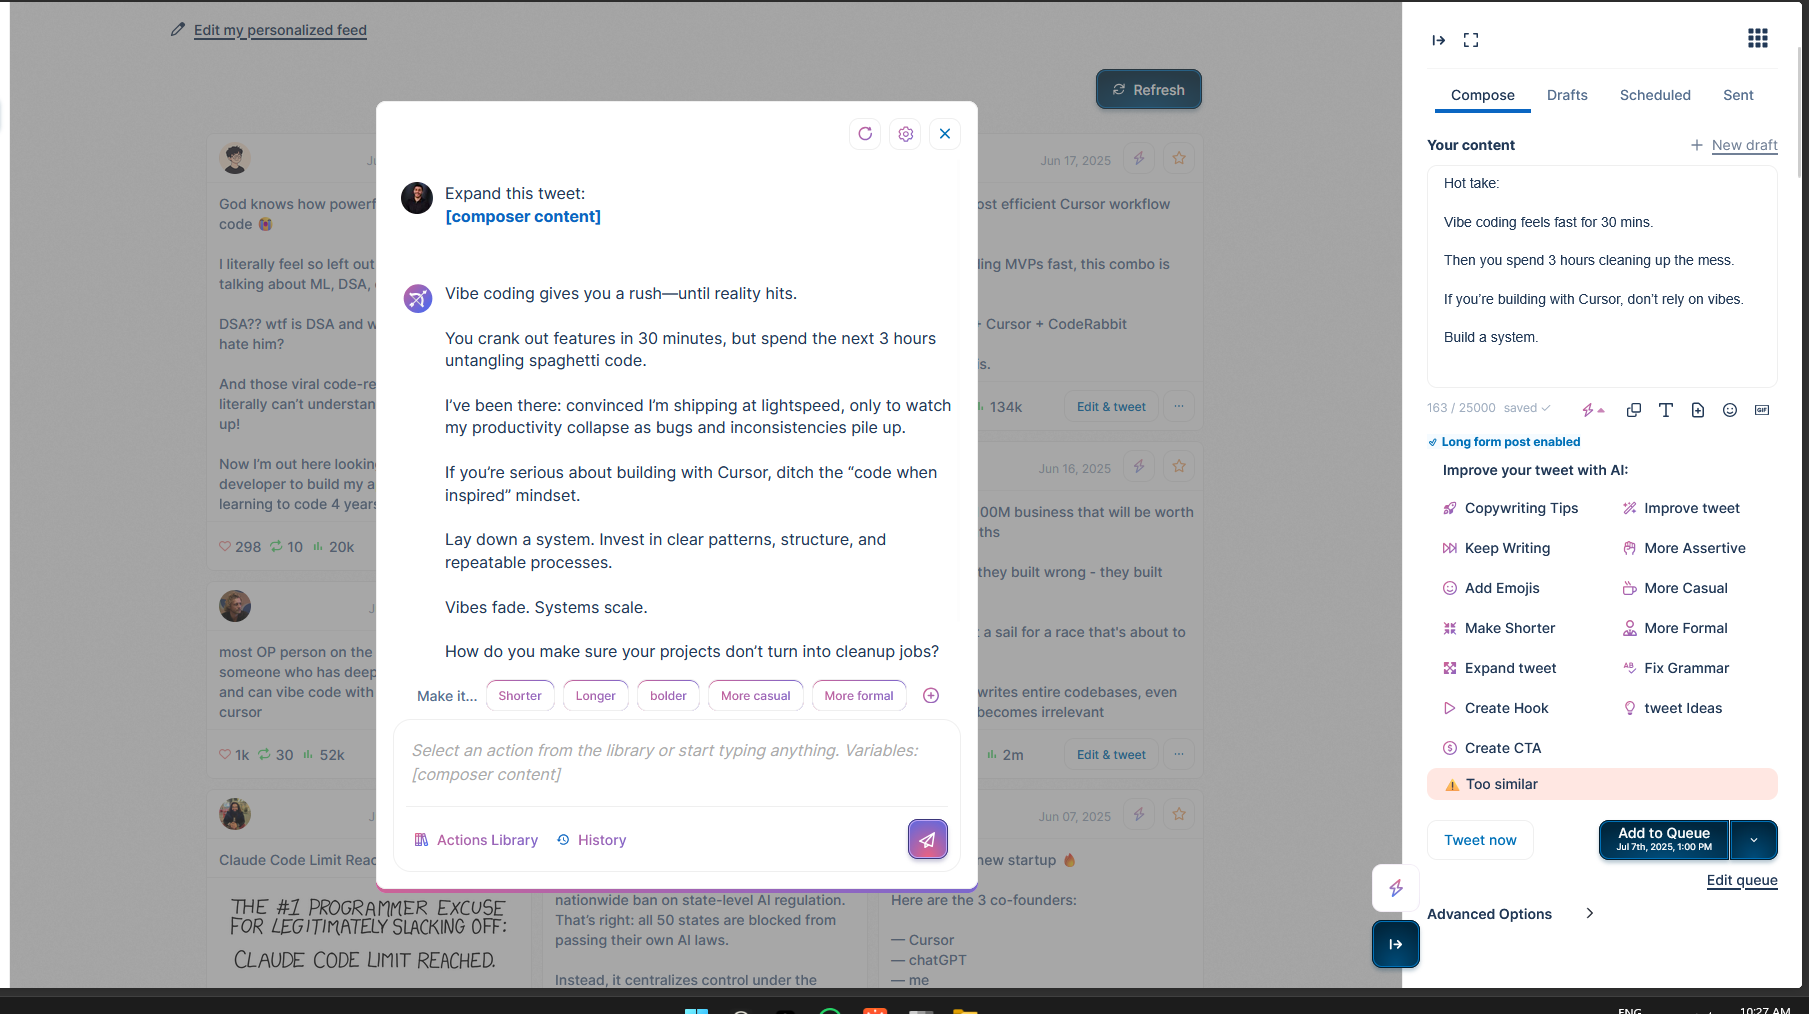 Edit my personalized feed
Refresh
God knows how powerf
code
I literally feel so left out
talking about ML, DSA,
DSA?? wtf is DSA and w
hate him?
And those viral code-re
literally can't understan
up!
Now I'm out here lookin
developer to build my a
learning to code 4 years
298 10 20k
most OP person on the
someone who has deep
and can vibe code with
cursor
1k 30 52k
Claude Code Limit Reac
THE #1 PROGRAMMER EXCUSE
FOR LEGITIMATELY SLACKING OFF:
CLAUDE CODE LIMIT REACHED.
Expand this tweet:
[composer content]
Vibe coding gives you a rush—until reality hits.
You crank out features in 30 minutes, but spend the next 3 hours
untangling spaghetti code.
I've been there: convinced I'm shipping at lightspeed, only to watch
my productivity collapse as bugs and inconsistencies pile up.
If you're serious about building with Cursor, ditch the “code when
inspired” mindset.
Lay down a system. Invest in clear patterns, structure, and
repeatable processes.
Vibes fade. Systems scale.
How do you make sure your projects don't turn into cleanup jobs?
Make it... Shorter Longer bolder More casual More formal
Select an action from the library or start typing anything. Variables:
[composer content]
Actions Library History
nationwide ban on state-level AI regulation.
That's right: all 50 states are blocked from
passing their own AI laws.
Instead, it centralizes control under the
Jun 17, 2025
ost efficient Cursor workflow
ling MVPs fast, this combo is
+ Cursor + CodeRabbit
s.
134k Edit & tweet ...
Jun 16, 2025
00M business that will be worth
ths
they built wrong - they built
a sail for a race that's about to
writes entire codebases, even
becomes irrelevant
2m Edit & tweet ...
Jun 07, 2025
new startup
Here are the 3 co-founders:
— Cursor
— chatGPT
— me
Compose Drafts Scheduled Sent
Your content + New draft
Hot take:
Vibe coding feels fast for 30 mins.
Then you spend 3 hours cleaning up the mess.
If you're building with Cursor, don't rely on vibes.
Build a system.
163 / 25000 saved GIF
Long form post enabled
Improve your tweet with AI:
Copywriting Tips Improve tweet
Keep Writing More Assertive
Add Emojis More Casual
Make Shorter More Formal
Expand tweet Fix Grammar
Create Hook tweet Ideas
Create CTA
Too similar
Tweet now Add to Queue
Jul 7th, 2025, 1:00 PM
Edit queue
Advanced Options
ENG 10:27 AM